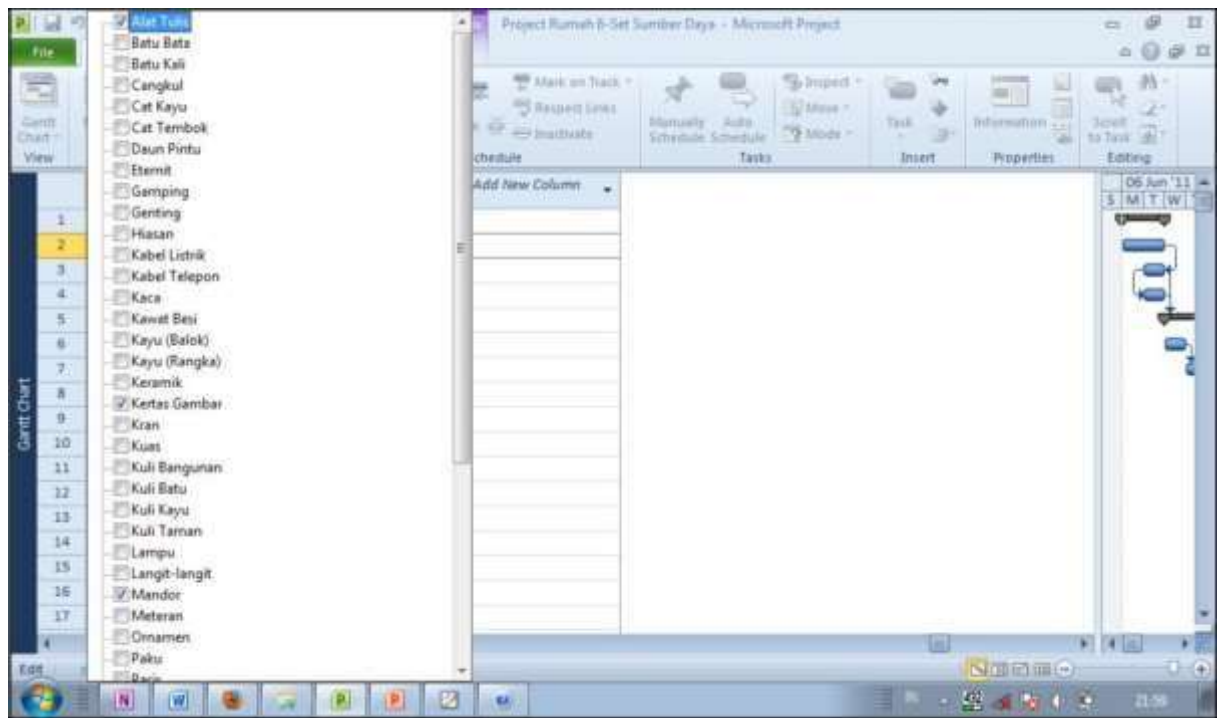 Project Rumah 8-Set Sumber Daya - Microsoft Project
File
Gantt Chart
View
Mark on Track
Respect Links
Inactivate
Schedule
Manually Schedule
Auto Schedule
Inspect
Move
Mode
Tasks
Task
Insert
Information
Properties
Scroll to Task
Editing
Add New Column
06 Jun '11
S M T W
Alat Tulis
Batu Bata
Batu Kali
Cangkul
Cat Kayu
Cat Tembok
Daun Pintu
Eternit
Gamping
Genting
Hiasan
Kabel Listrik
Kabel Telepon
Kaca
Kawat Besi
Kayu (Balok)
Kayu (Rangka)
Keramik
Kertas Gambar
Kran
Kuas
Kuli Bangunan
Kuli Batu
Kuli Kayu
Kuli Taman
Lampu
Langit-langit
Mandor
Meteran
Ornamen
Paku
Pasir
1
2
3
4
5
6
7
8
9
10
11
12
13
14
15
16
17
Gantt Chart
Edit